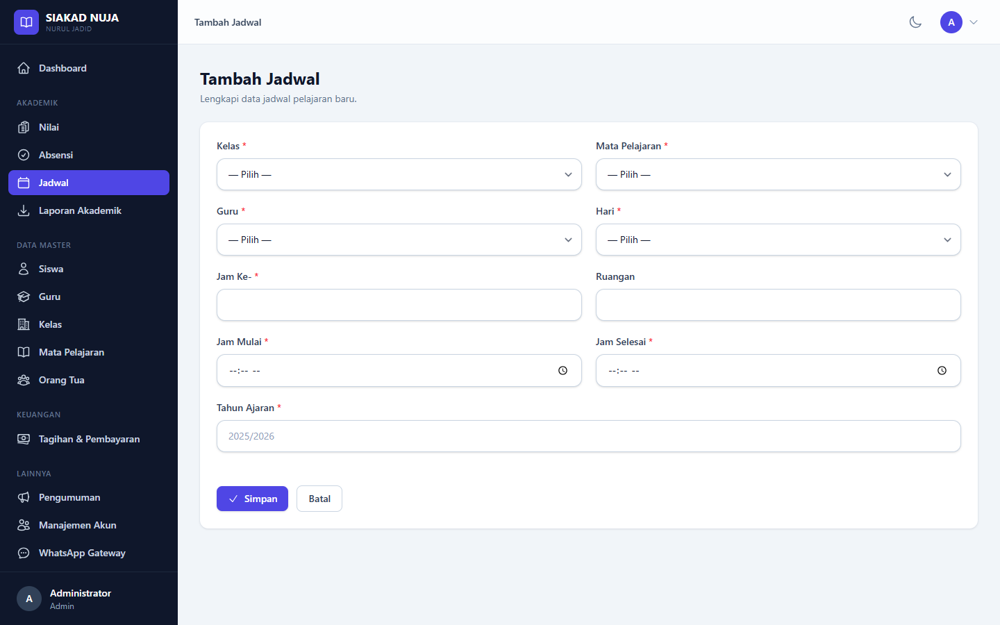 SIAKAD NUJA
NURUL JADID
Dashboard
AKADEMIK
Nilai
Absensi
Jadwal
Laporan Akademik
DATA MASTER
Siswa
Guru
Kelas
Mata Pelajaran
Orang Tua
KEUANGAN
Tagihan & Pembayaran
LAINNYA
Pengumuman
Manajemen Akun
WhatsApp Gateway
A
Administrator
Admin
Tambah Jadwal
A
Tambah Jadwal
Lengkapi data jadwal pelajaran baru.
Kelas *
— Pilih —
Mata Pelajaran *
— Pilih —
Guru *
— Pilih —
Hari *
— Pilih —
Jam Ke- *
Ruangan
Jam Mulai *
--:-- --
Jam Selesai *
--:-- --
Tahun Ajaran *
2025/2026
Simpan
Batal